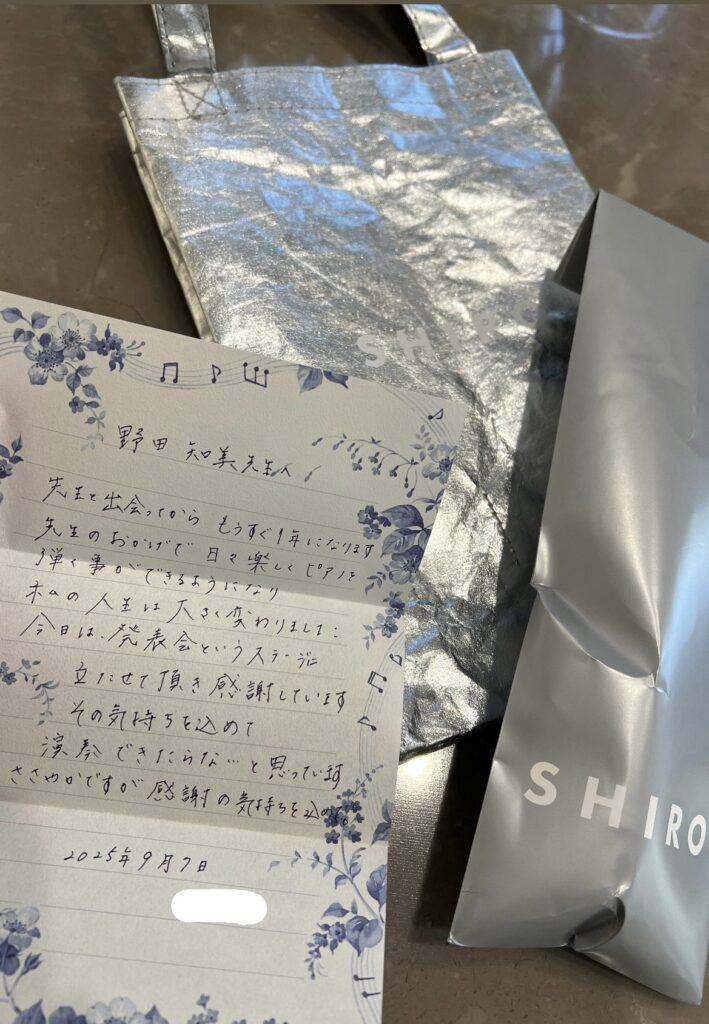 SHIRO
SHIRO
野田 知美先生へ
先生と出会ってから もうすぐ1年になります
先生のおかげで 日々楽しくピアノを
弾く事ができるようになり
私の人生は大きく変わりました
今日は、発表会というステージに
立たせて頂き感謝しています
その気持ちを込めて
演奏できたらな…と思っています
ささやかですが感謝の気持ちを込めて。
2025年9月7日